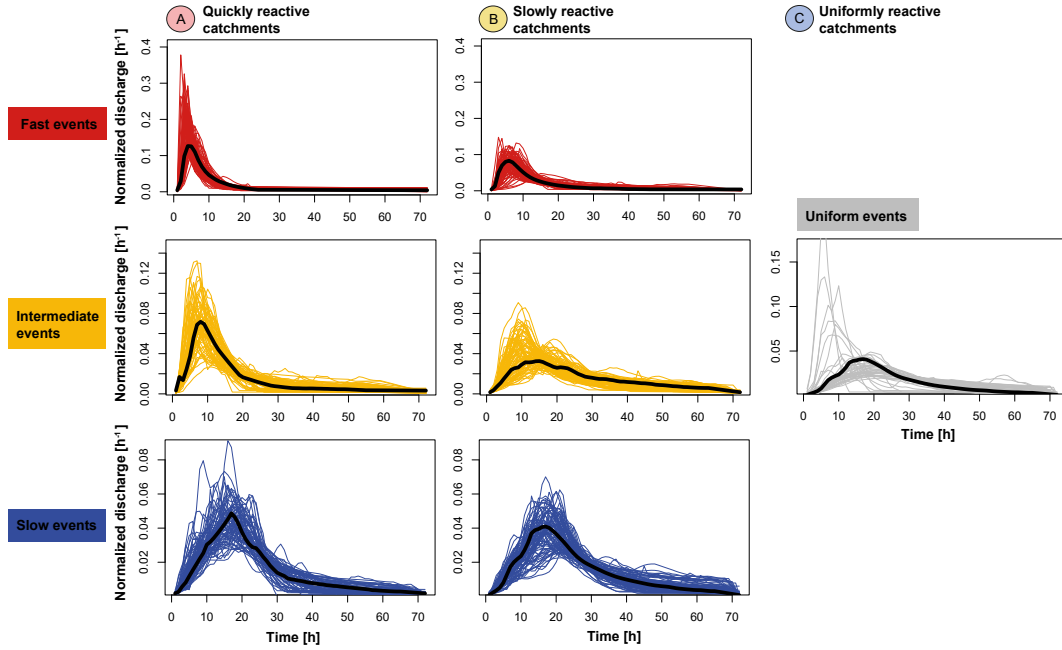 A Quickly reactive
catchments
B Slowly reactive
catchments
C Uniformly reactive
catchments
Fast events
Normalized discharge [h-1]
0.4
0.3
0.2
0.1
0.0
0 10 20 30 40 50 60 70
0.4
0.3
0.2
0.1
0.0
0 10 20 30 40 50 60 70
Intermediate
events
Normalized discharge [h-1]
0.12
0.08
0.04
0.00
0 10 20 30 40 50 60 70
0.12
0.08
0.04
0.00
0 10 20 30 40 50 60 70
Uniform events
0.15
0.10
0.05
0 10 20 30 40 50 60 70
Time [h]
Slow events
Normalized discharge [h-1]
0.08
0.06
0.04
0.02
0 10 20 30 40 50 60 70
Time [h]
0.08
0.06
0.04
0.02
0 10 20 30 40 50 60 70
Time [h]